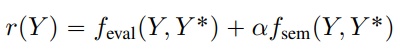 r(Y) = f_eval(Y, Y*) + αf_sem(Y, Y*)